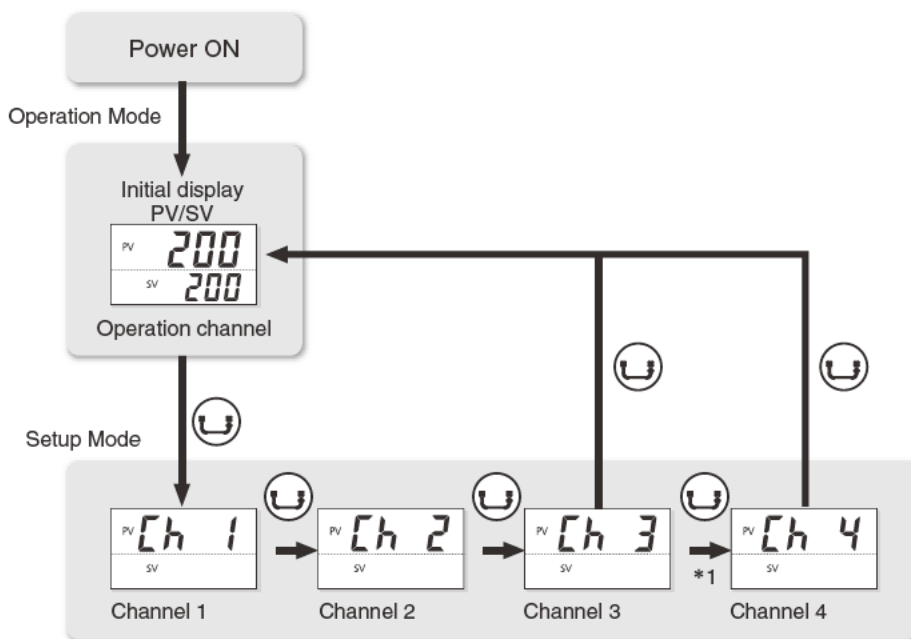 Power ON
Operation Mode
Initial display
PV/SV
PV 200
SV 200
Operation channel
Setup Mode
PV Ch 1
SV
PV Ch 2
SV
PV Ch 3
SV
*1
PV Ch 4
SV
Channel 1
Channel 2
Channel 3
Channel 4